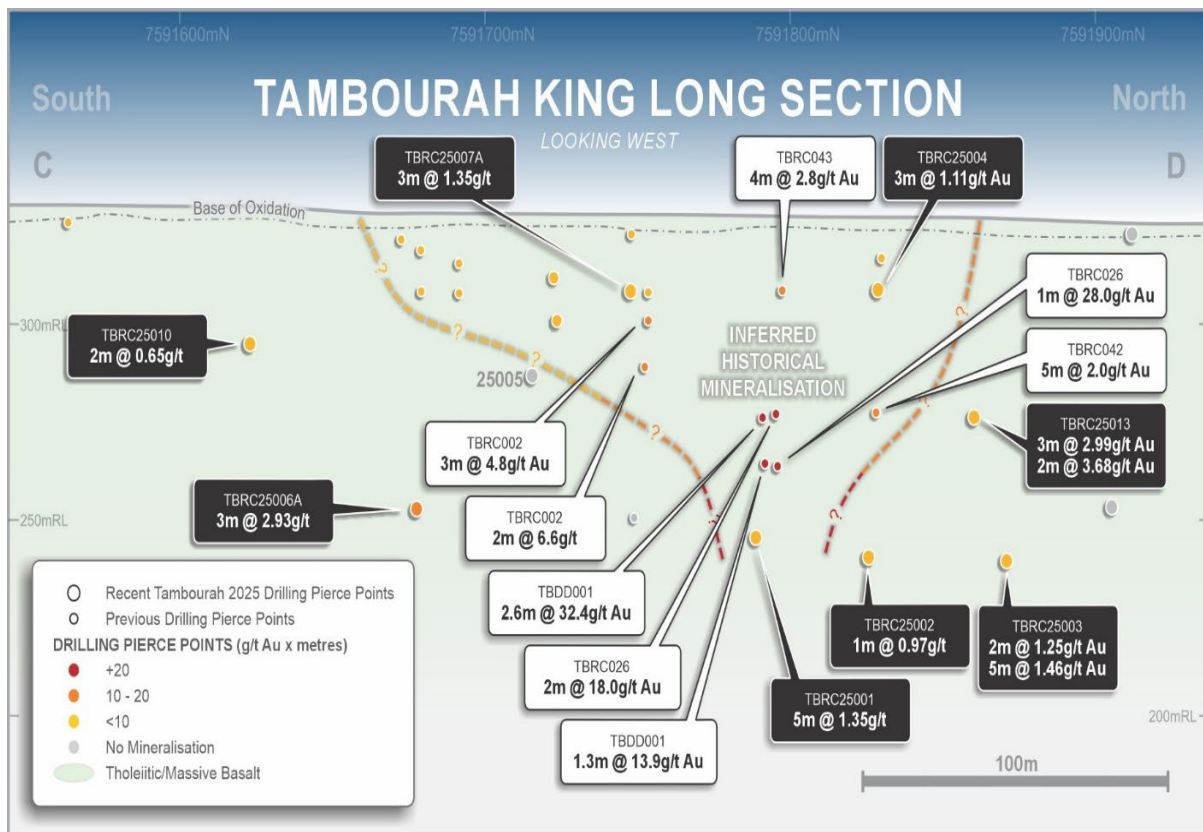 7591600mN
7591700mN
7591800mN
7591900mN
South
TAMBOURAH KING LONG SECTION
North
LOOKING WEST
C
D
TBRC25007A
3m @ 1.35g/t
TBRC043
4m @ 2.8g/t Au
TBRC25004
3m @ 1.11g/t Au
Base of Oxidation
?
?
?
?
?
?
?
?
?
TBRC026
1m @ 28.0g/t Au
300mRL
TBRC25010
2m @ 0.65g/t
INFERRED
HISTORICAL
MINERALISATION
TBRC042
5m @ 2.0g/t Au
25005
TBRC25013
3m @ 2.99g/t Au
2m @ 3.68g/t Au
TBRC002
3m @ 4.8g/t Au
TBRC25006A
3m @ 2.93g/t
250mRL
TBRC002
2m @ 6.6g/t
TBDD001
2.6m @ 32.4g/t Au
TBRC25002
1m @ 0.97g/t
TBRC25003
2m @ 1.25g/t Au
5m @ 1.46g/t Au
TBRC026
2m @ 18.0g/t Au
TBRC25001
5m @ 1.35g/t
TBDD001
1.3m @ 13.9g/t Au
200mRL
100m
Recent Tambourah 2025 Drilling Pierce Points
Previous Drilling Pierce Points
DRILLING PIERCE POINTS (g/t Au x metres)
+20
10 - 20
<10
No Mineralisation
Tholeiitic/Massive Basalt